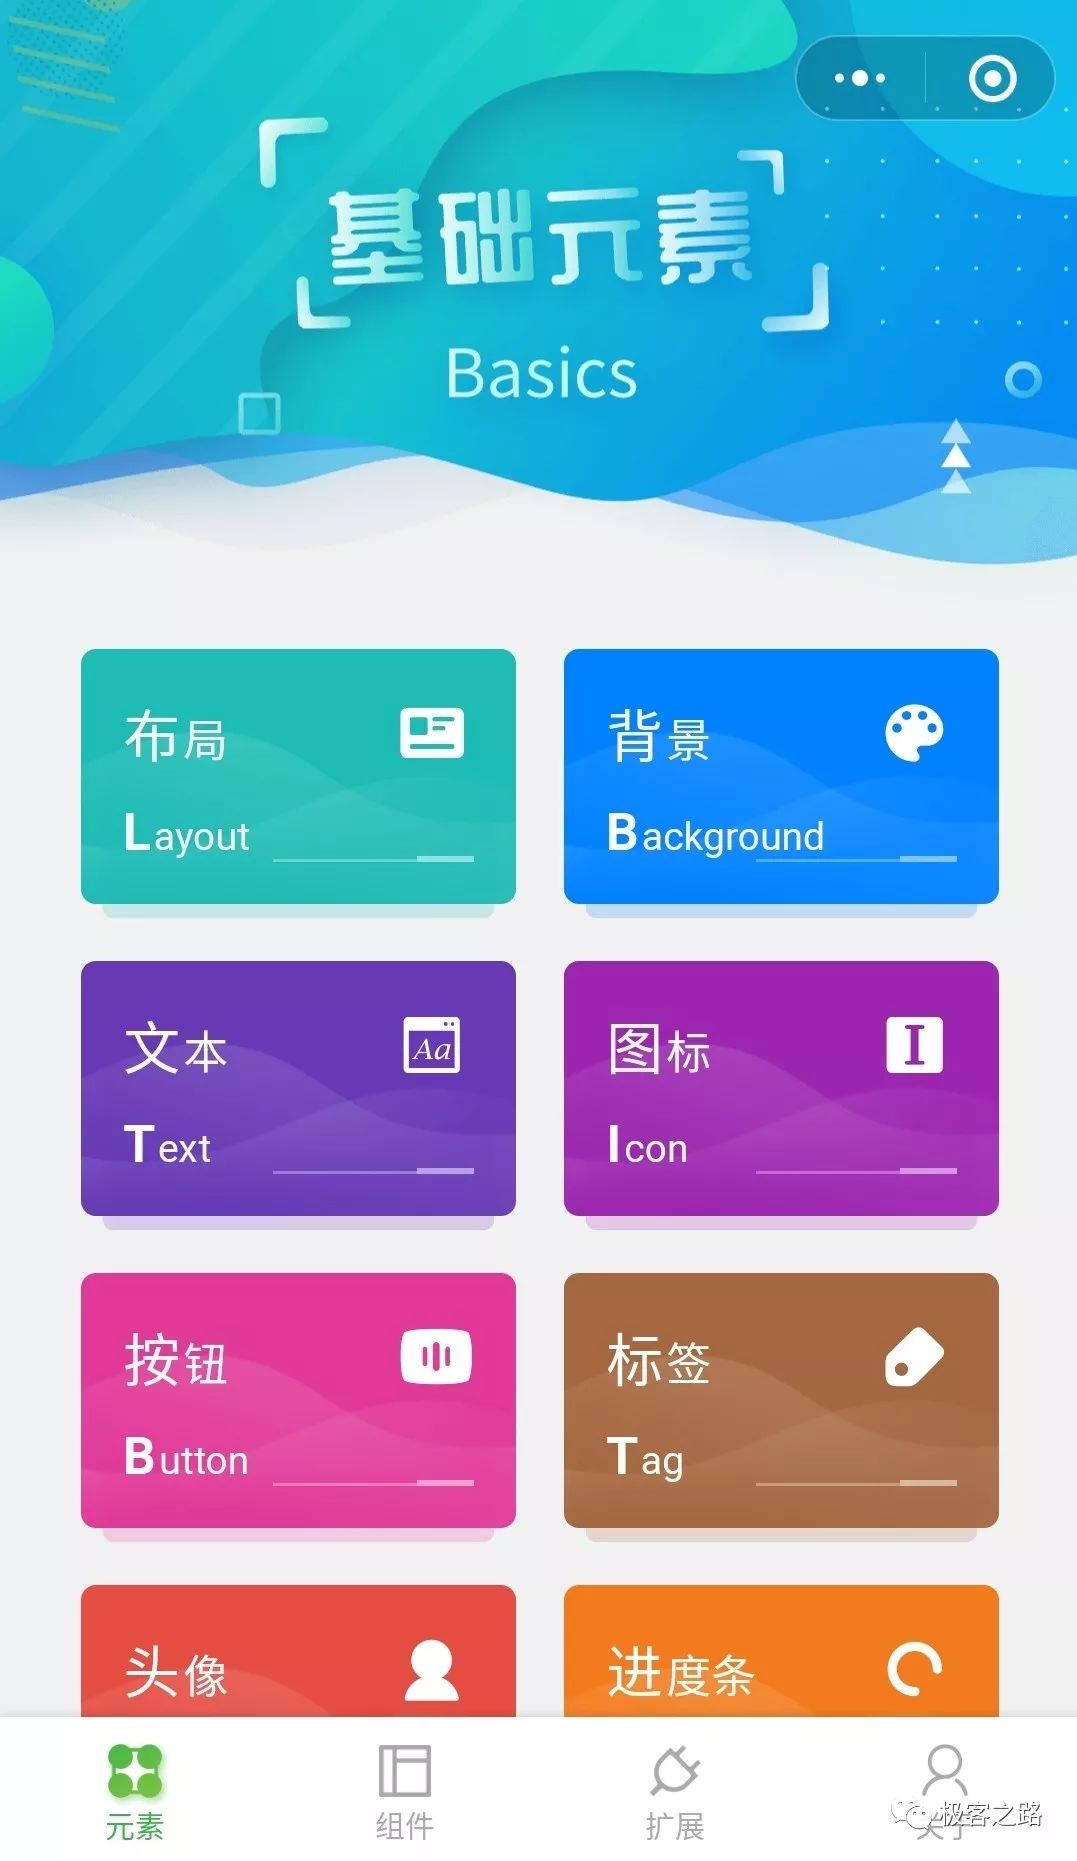 基础元素
Basics
布局
Layout
背景
Background
文本
Aa
Text
图标
I
Icon
按钮
Button
标签
Tag
头像
进度条
元素
组件
扩展
关于
极客之路